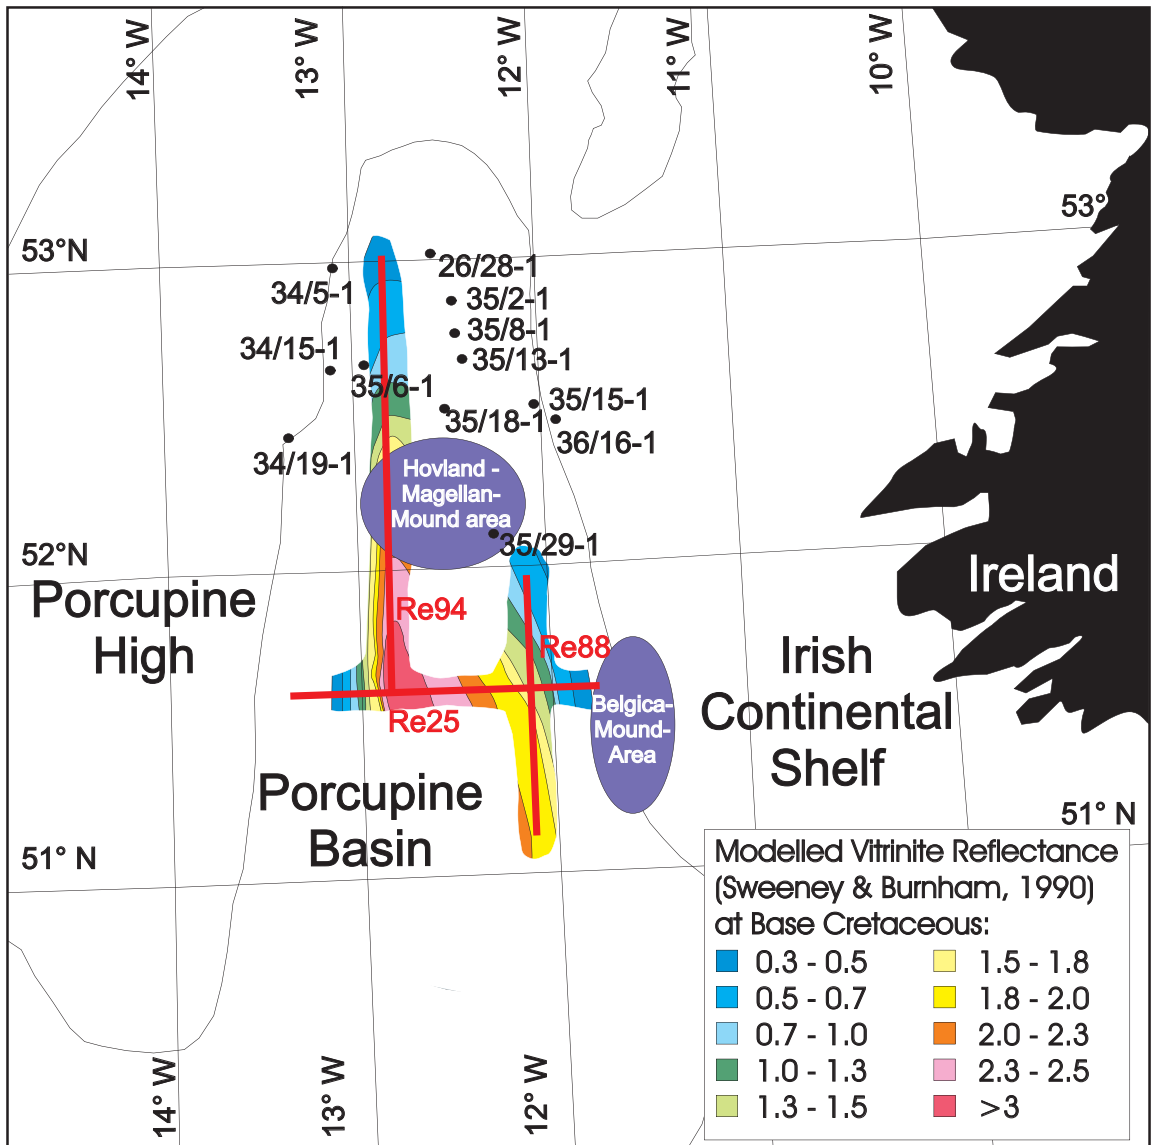 14° W
13° W
12° W
11° W
10° W
53°
53°N
26/28-1
34/5-1
35/2-1
35/8-1
34/15-1
35/13-1
35/6-1
35/15-1
35/18-1
36/16-1
34/19-1
Hovland -
Magellan-
Mound area
35/29-1
52°N
Ireland
Porcupine
High
Re94
Re88
Irish
Continental
Shelf
Belgica-
Mound-
Area
Re25
Porcupine
Basin
51° N
51° N
Modelled Vitrinite Reflectance
(Sweeney & Burnham, 1990)
at Base Cretaceous:
0.3 - 0.5
0.5 - 0.7
0.7 - 1.0
1.0 - 1.3
1.3 - 1.5
1.5 - 1.8
1.8 - 2.0
2.0 - 2.3
2.3 - 2.5
>3
14° W
13° W
12° W